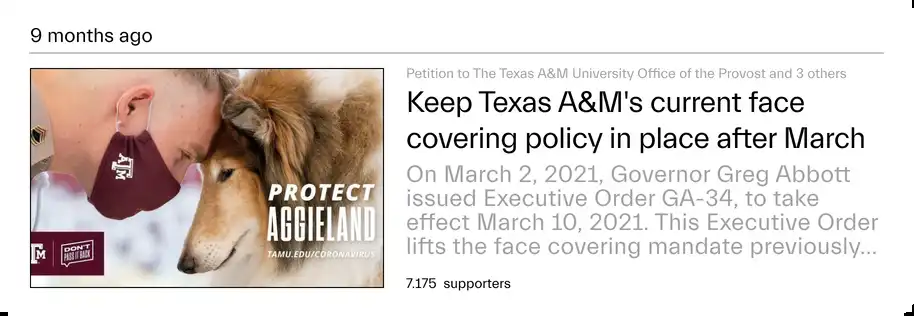 9 months ago
Petition to The Texas A&M University Office of the Provost and 3 others
Keep Texas A&M's current face
covering policy in place after March
On March 2, 2021, Governor Greg Abbott
issued Executive Order GA-34, to take
effect March 10, 2021. This Executive Order
lifts the face covering mandate previously...
7.175 supporters
ATM
PROTECT
AGGIELAND
TAMU.EDU/CORONAVIRUS
TM
DON'T
PASS IT BACK